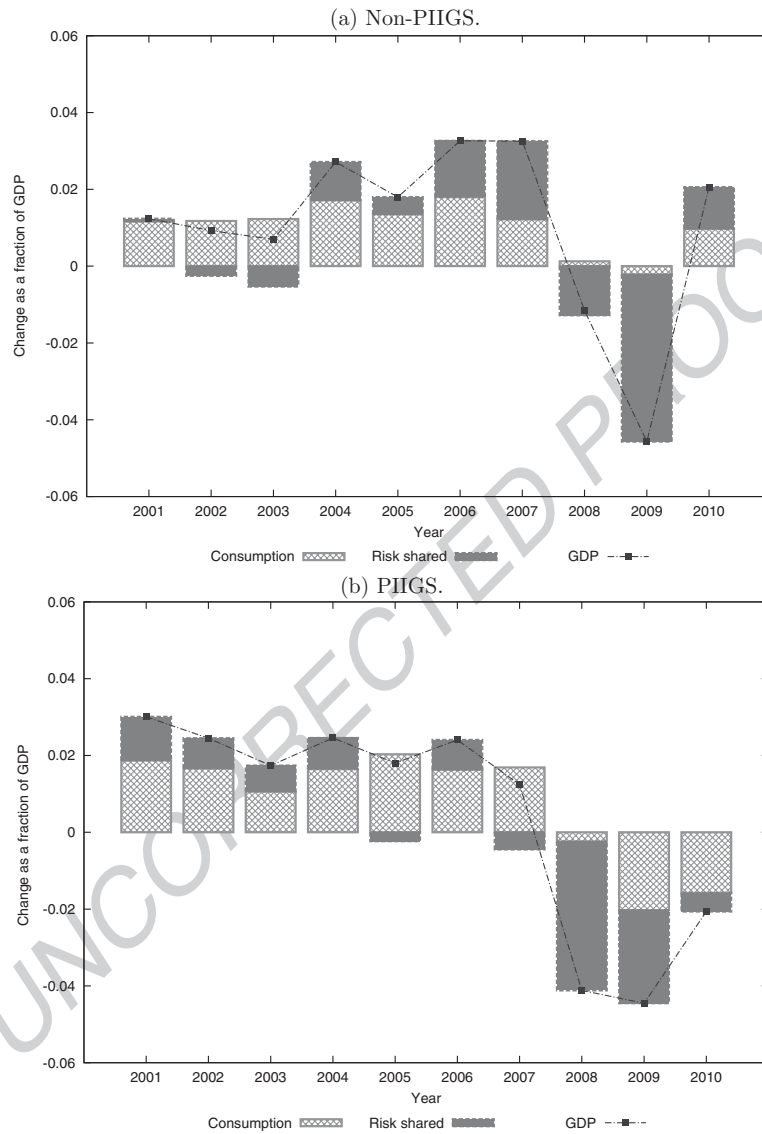 (a) Non-PIIGS.
0.06
0.04
0.02
0
-0.02
-0.04
-0.06
Change as a fraction of GDP
2001 2002 2003 2004 2005 2006 2007 2008 2009 2010
Year
Consumption Risk shared GDP
(b) PIIGS.
0.06
0.04
0.02
0
-0.02
-0.04
-0.06
Change as a fraction of GDP
2001 2002 2003 2004 2005 2006 2007 2008 2009 2010
Year
Consumption Risk shared GDP
UNCORRECTED PROO